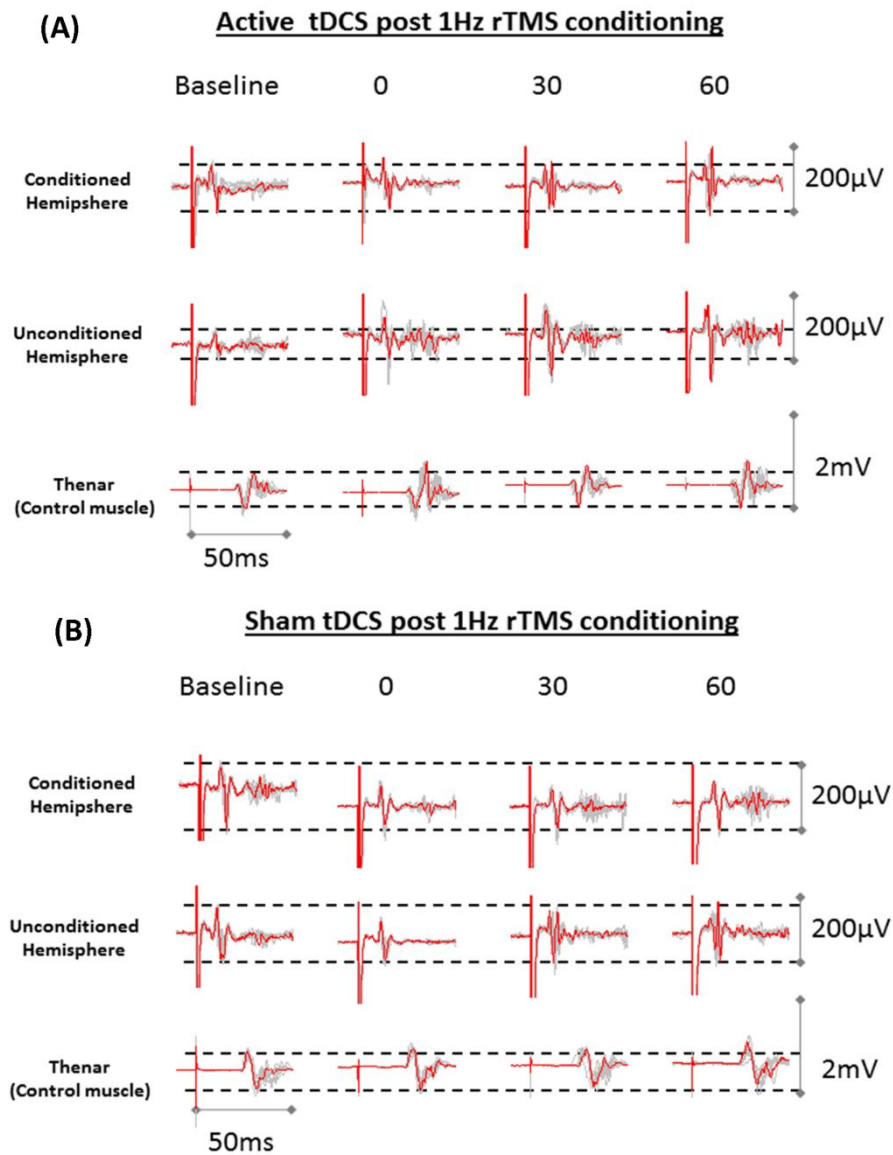 (A)
Active tDCS post 1Hz rTMS conditioning
Baseline 0 30 60
Conditioned
Hemipshere
200µV
Unconditioned
Hemisphere
200µV
Thenar
(Control muscle)
2mV
50ms
(B)
Sham tDCS post 1Hz rTMS conditioning
Baseline 0 30 60
Conditioned
Hemipshere
200µV
Unconditioned
Hemisphere
200µV
Thenar
(Control muscle)
2mV
50ms